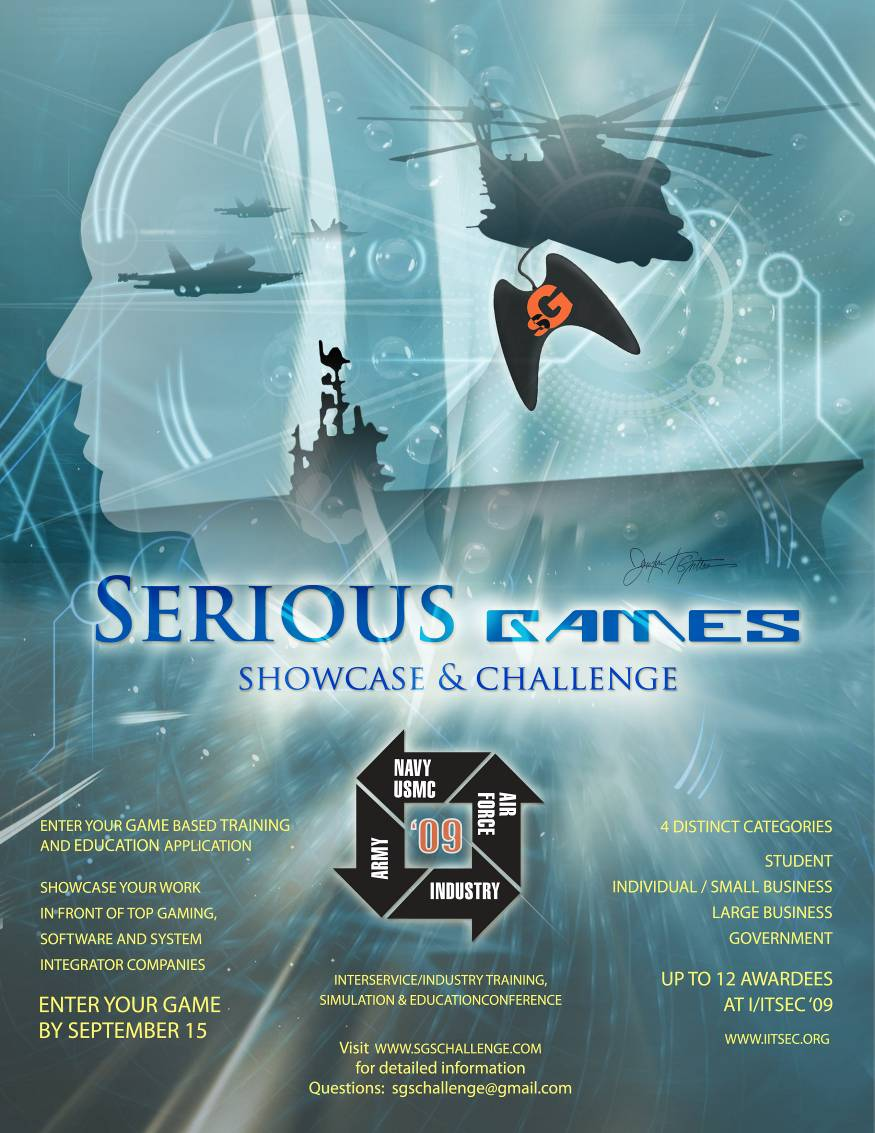 SG
SERIOUS GAMES
SHOWCASE & CHALLENGE
NAVY
USMC
AIR
FORCE
'09
ARMY
INDUSTRY
ENTER YOUR GAME BASED TRAINING
AND EDUCATION APPLICATION
SHOWCASE YOUR WORK
IN FRONT OF TOP GAMING,
SOFTWARE AND SYSTEM
INTEGRATOR COMPANIES
ENTER YOUR GAME
BY SEPTEMBER 15
INTERSERVICE/INDUSTRY TRAINING,
SIMULATION & EDUCATIONCONFERENCE
Visit WWW.SGSCHALLENGE.COM
for detailed information
Questions: sgschallenge@gmail.com
4 DISTINCT CATEGORIES
STUDENT
INDIVIDUAL / SMALL BUSINESS
LARGE BUSINESS
GOVERNMENT
UP TO 12 AWARDEES
AT I/ITSEC '09
WWW.IITSEC.ORG